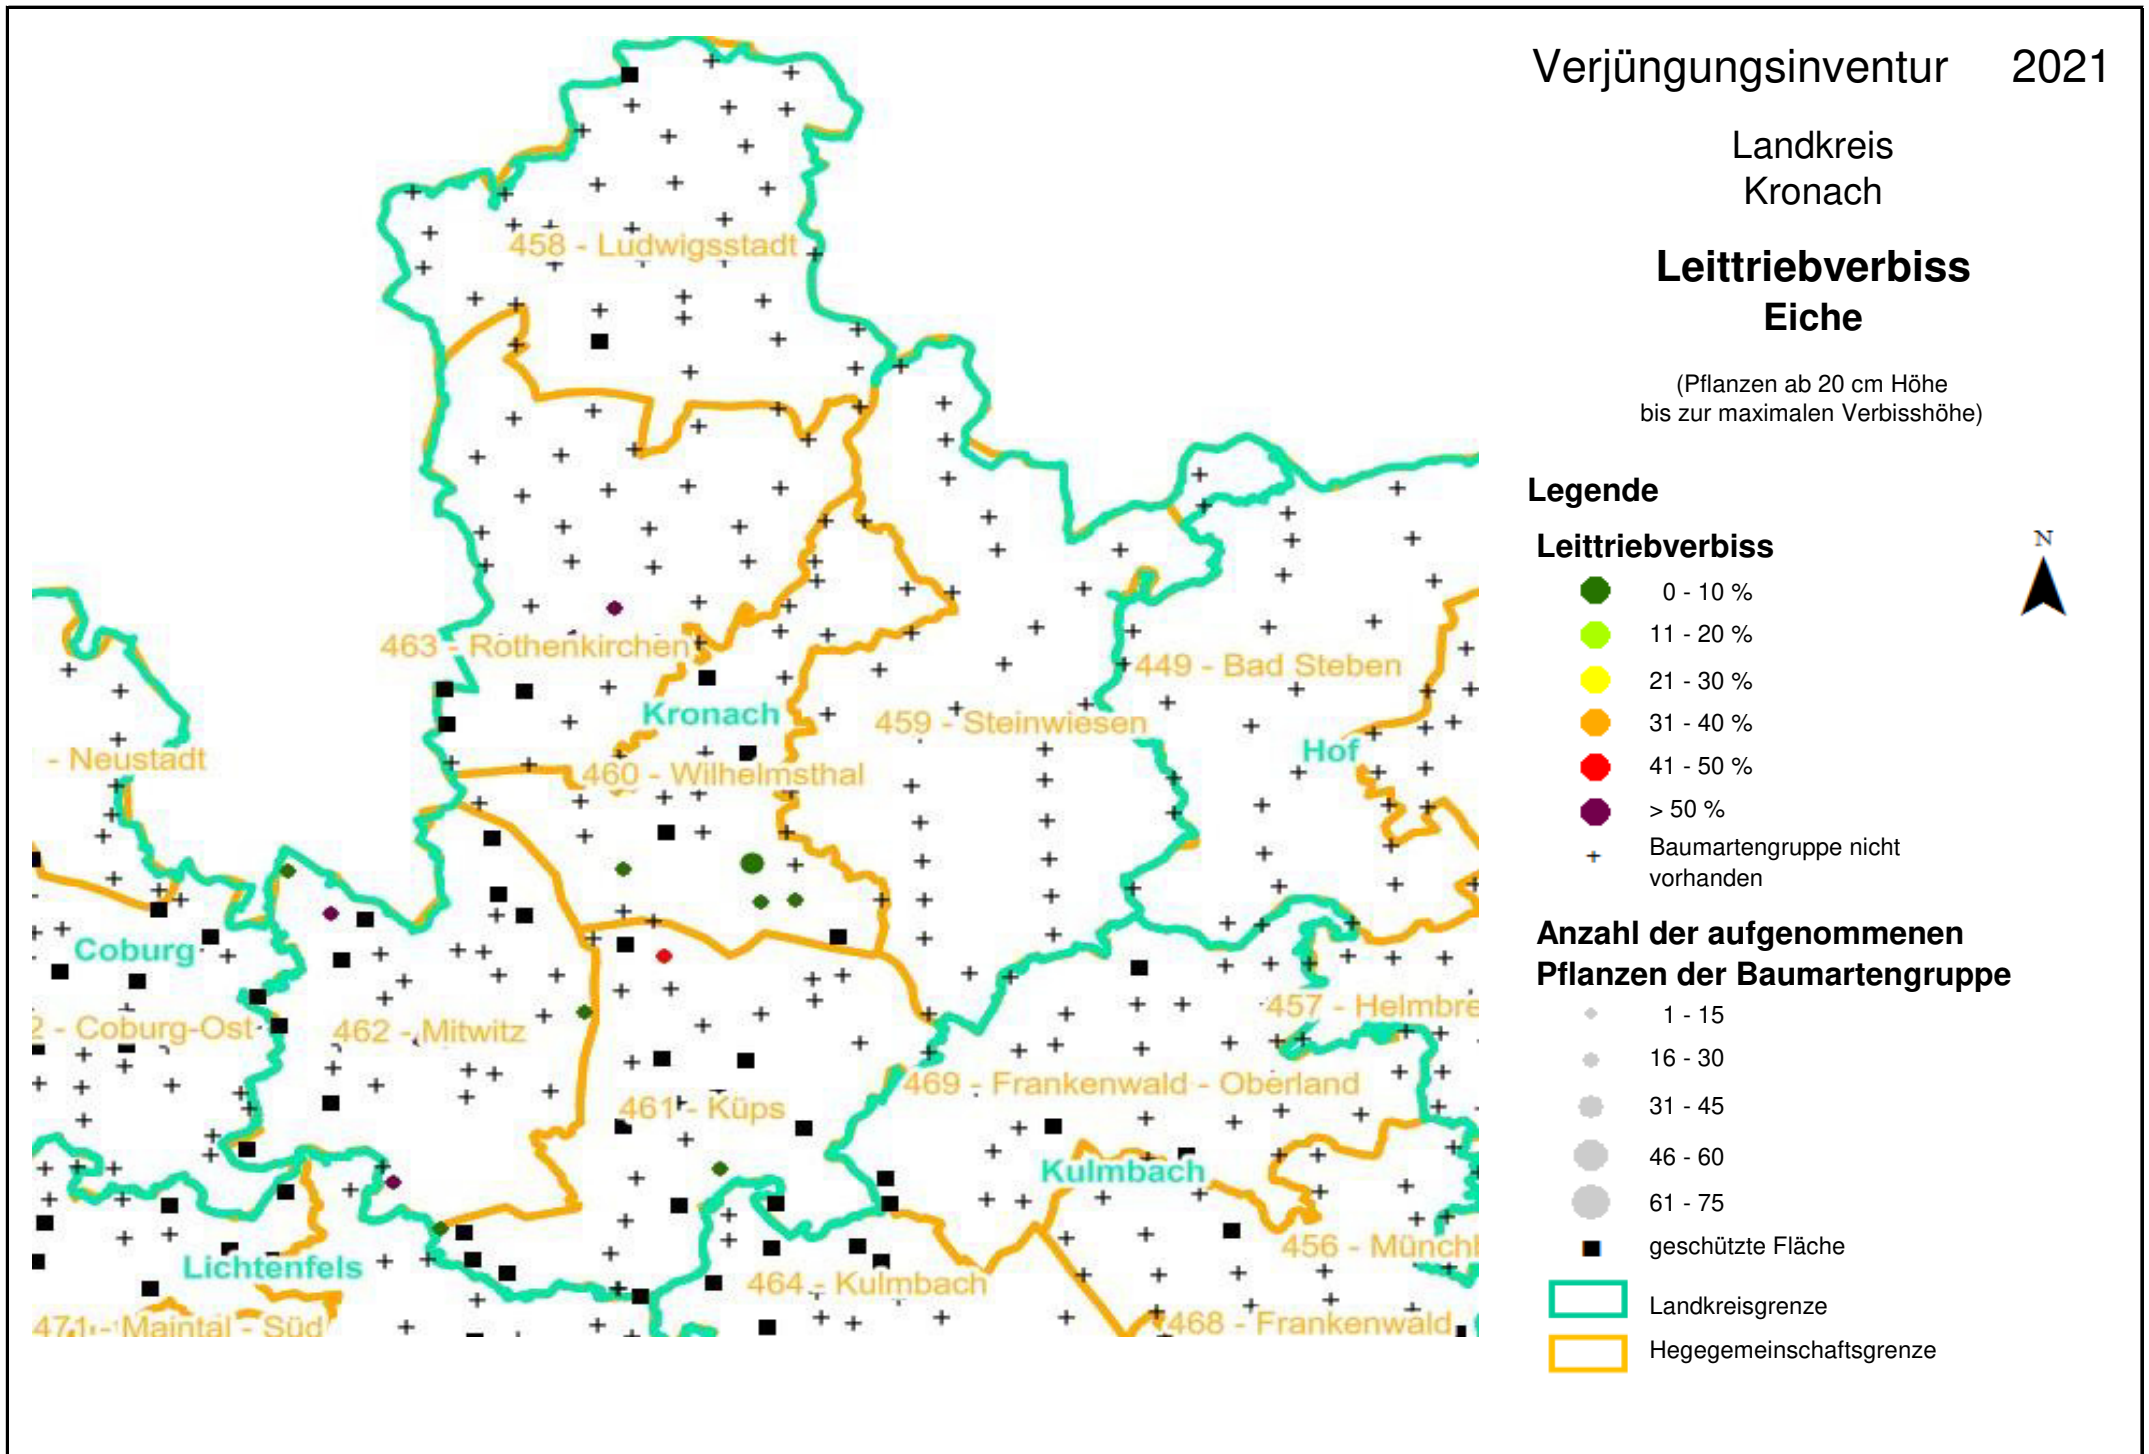 Verjüngungsinventur 2021
Landkreis
Kronach
Leittriebverbiss
Eiche
(Pflanzen ab 20 cm Höhe
bis zur maximalen Verbisshöhe)
Legende
Leittriebverbiss
N
0 - 10 %
11 - 20 %
21 - 30 %
31 - 40 %
41 - 50 %
> 50 %
Baumartengruppe nicht
vorhanden
Anzahl der aufgenommenen
Pflanzen der Baumartengruppe
1 - 15
16 - 30
31 - 45
46 - 60
61 - 75
geschützte Fläche
Landkreisgrenze
Hegegemeinschaftsgrenze
458 - Ludwigsstadt
463 - Rothenkirchen
449 - Bad Steben
Kronach
459 - Steinwiesen
Hof
- Neustadt
460 - Wilhelmsthal
Coburg
457 - Helmbre
2 - Coburg-Ost
462 - Mitwitz
469 - Frankenwald - Oberland
461 - Küps
Kulmbach
456 - Münchb
Lichtenfels
464 - Kulmbach
471 - Maintal - Süd
468 - Frankenwald